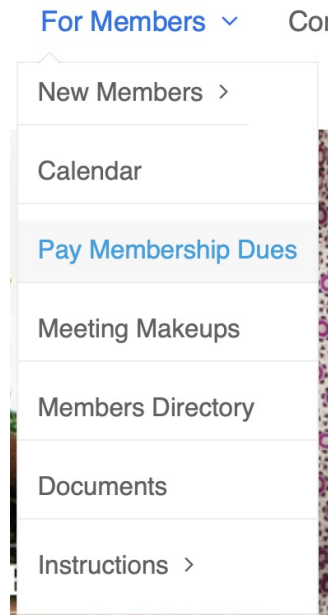 For Members
New Members
Calendar
Pay Membership Dues
Meeting Makeups
Members Directory
Documents
Instructions